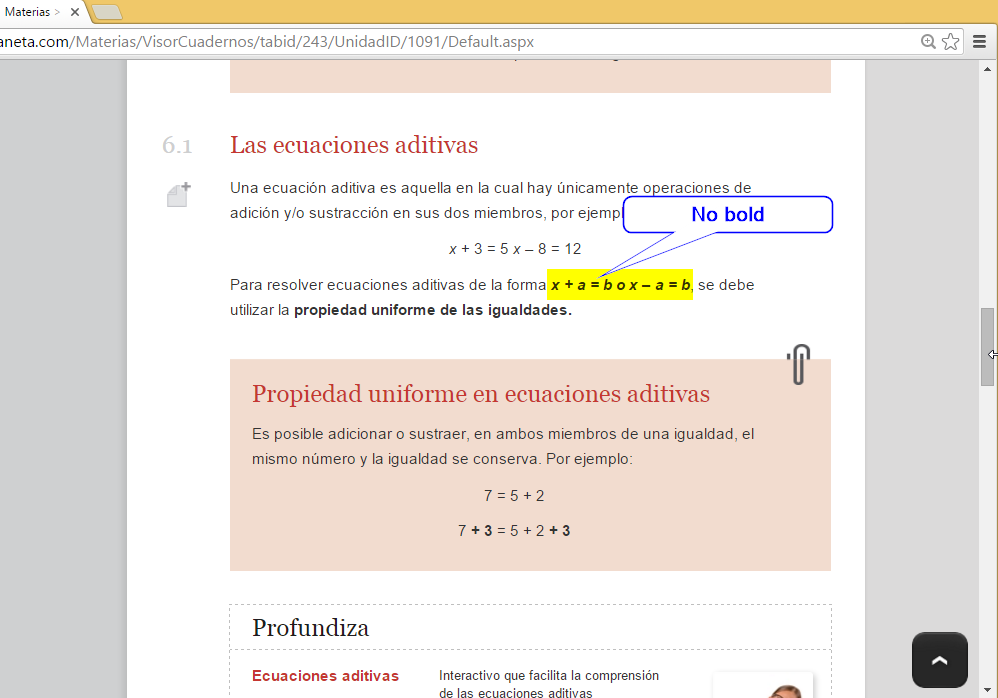 Materias >
aneta.com/Materias/VisorCuadernos/tabid/243/UnidadID/1091/Default.aspx
6.1 Las ecuaciones aditivas
Una ecuación aditiva es aquella en la cual hay únicamente operaciones de
adición y/o sustracción en sus dos miembros, por ejempl
No bold
x + 3 = 5 x – 8 = 12
Para resolver ecuaciones aditivas de la forma x + a = b o x – a = b, se debe
utilizar la propiedad uniforme de las igualdades.
Propiedad uniforme en ecuaciones aditivas
Es posible adicionar o sustraer, en ambos miembros de una igualdad, el
mismo número y la igualdad se conserva. Por ejemplo:
7 = 5 + 2
7 + 3 = 5 + 2 + 3
Profundiza
Ecuaciones aditivas
Interactivo que facilita la comprensión
de las ecuaciones aditivas